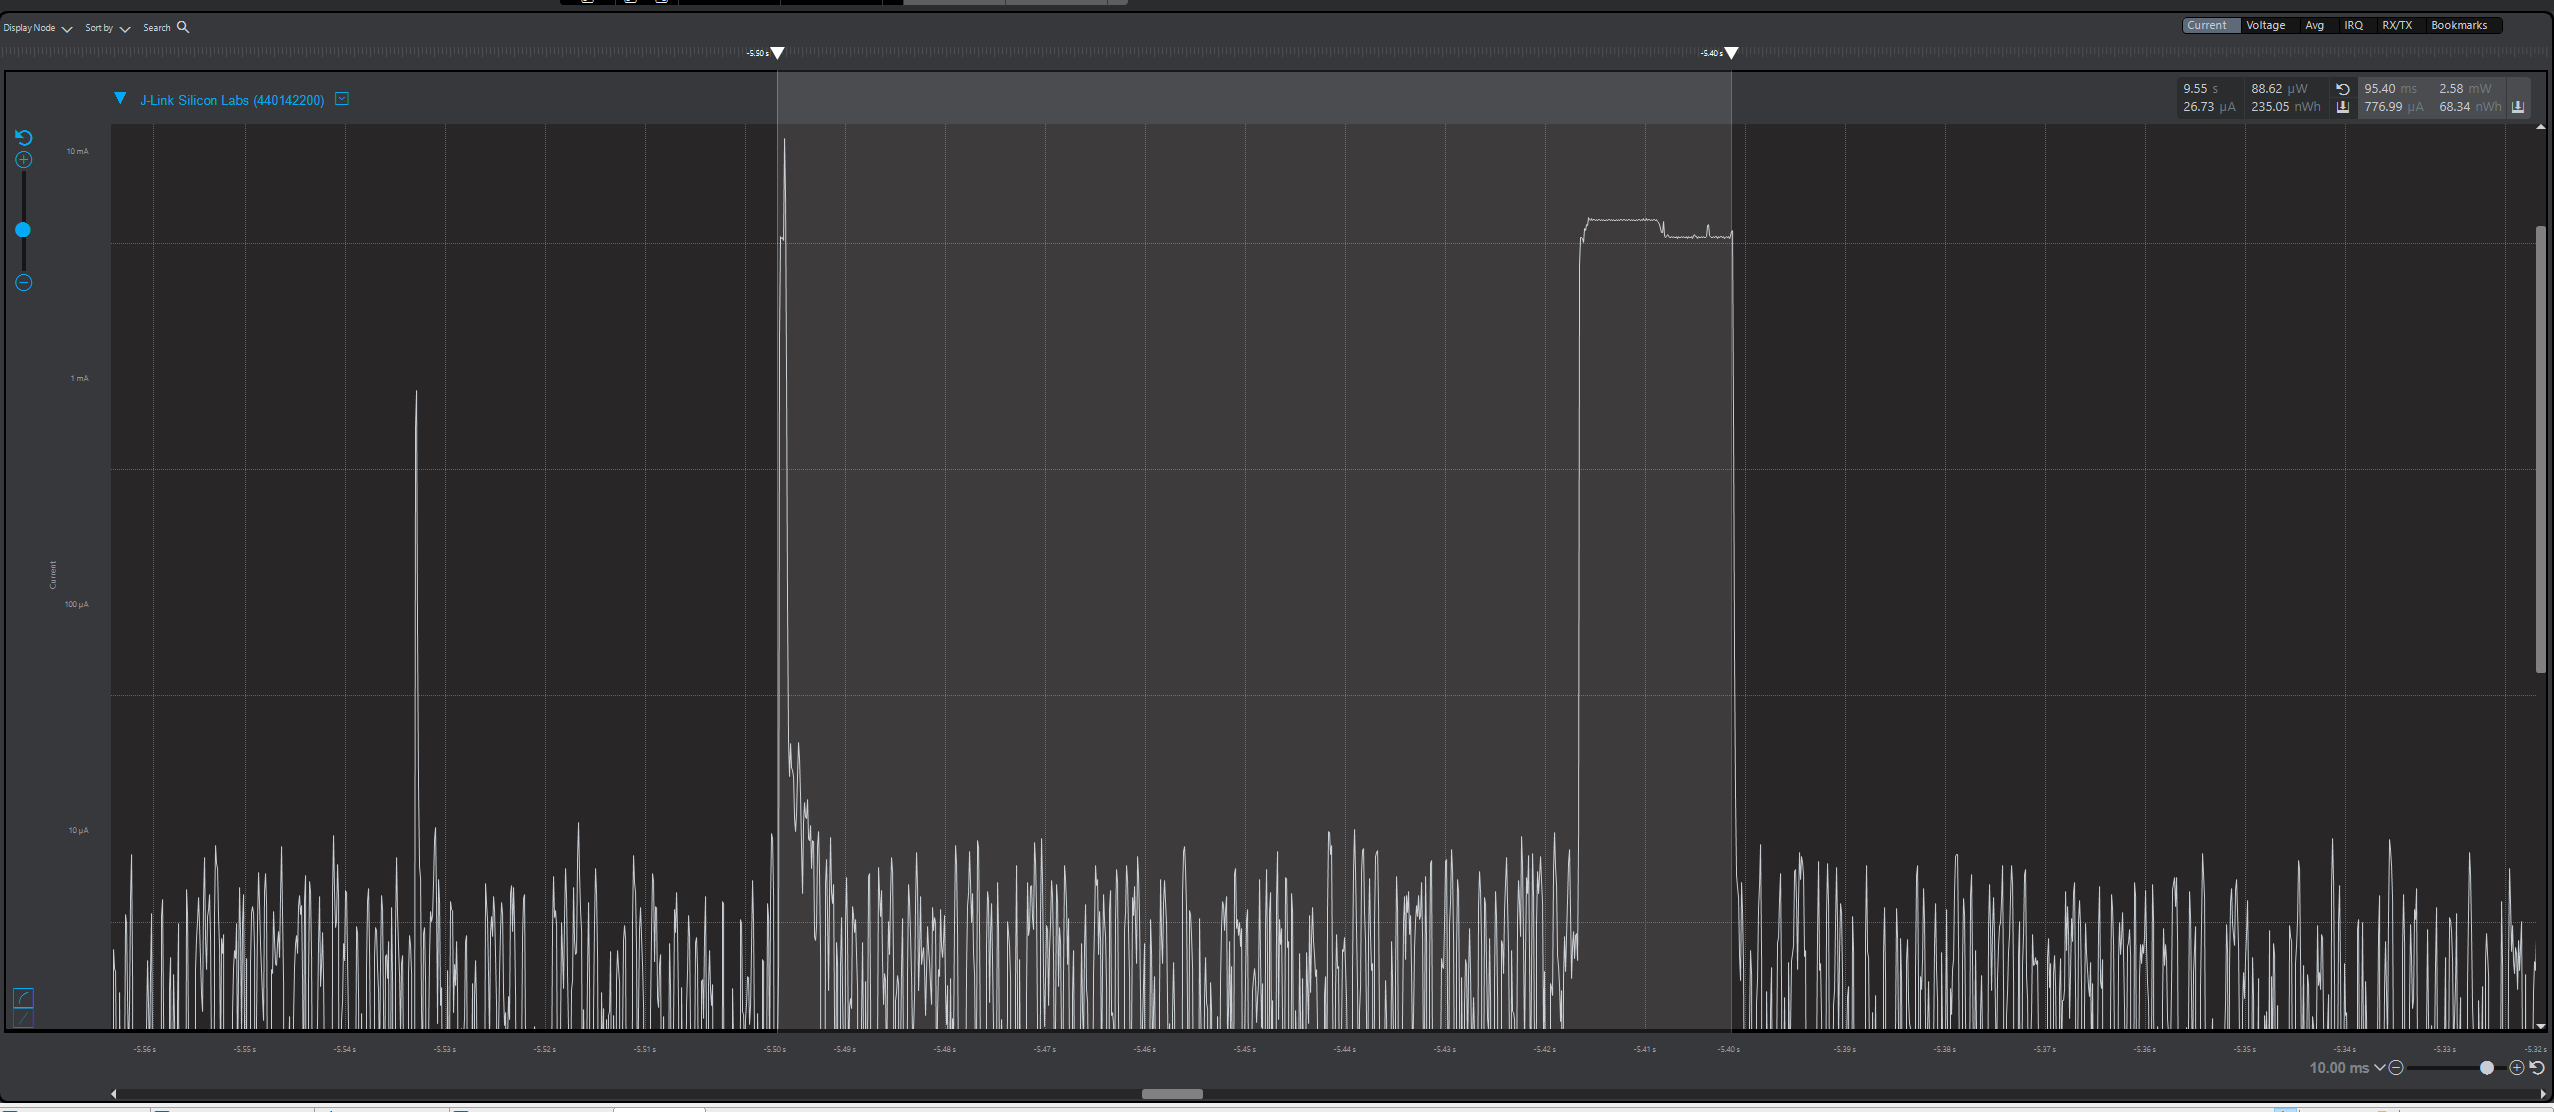 Display Node Sort by Search
Current Voltage Avg IRQ RX/TX Bookmarks
-5.50 s -5.40 s
J-Link Silicon Labs (440142200)
9.55 s 88.62 µW 95.40 ms 2.58 mW
26.73 µA 235.05 nWh 776.99 µA 68.34 nWh
10 mA
1 mA
Current
100 µA
10 µA
-5.56 s -5.55 s -5.54 s -5.53 s -5.52 s -5.51 s -5.50 s -5.49 s -5.48 s -5.47 s -5.46 s -5.45 s -5.44 s -5.43 s -5.42 s -5.41 s -5.40 s -5.39 s -5.38 s -5.37 s -5.36 s -5.35 s -5.34 s -5.33 s -5.32 s
10.00 ms